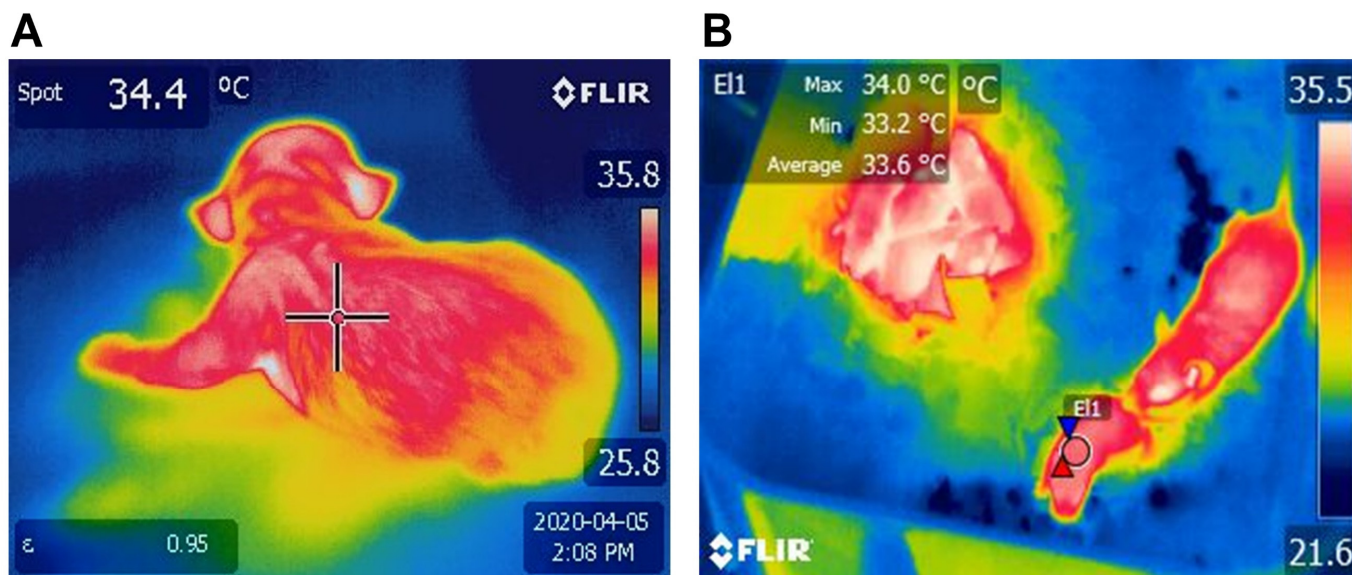 A
Spot 34.4 °C
FLIR
35.8
25.8
ε 0.95
2020-04-05
2:08 PM
B
El1 Max 34.0 °C °C
Min 33.2 °C
Average 33.6 °C
35.5
El1
FLIR
21.6